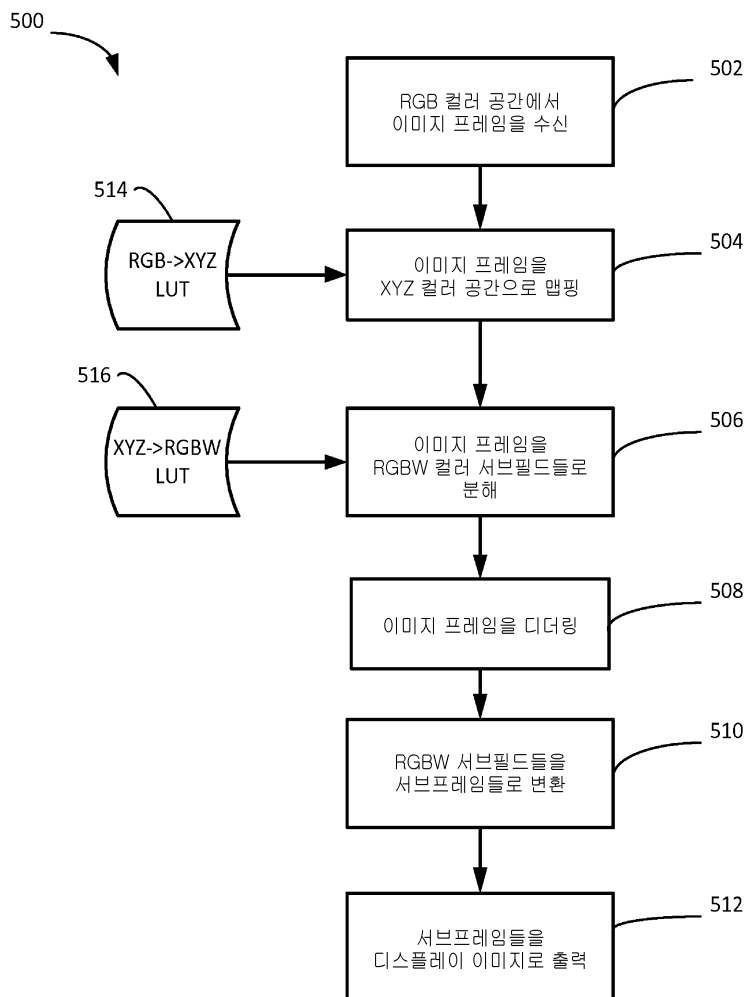 500
502
RGB 컬러 공간에서
이미지 프레임을 수신
514
RGB->XYZ
LUT
504
이미지 프레임을
XYZ 컬러 공간으로 맵핑
516
XYZ->RGBW
LUT
506
이미지 프레임을
RGBW 컬러 서브필드들로
분해
508
이미지 프레임을 디더링
510
RGBW 서브필드들을
서브프레임들로 변환
512
서브프레임들을
디스플레이 이미지로 출력